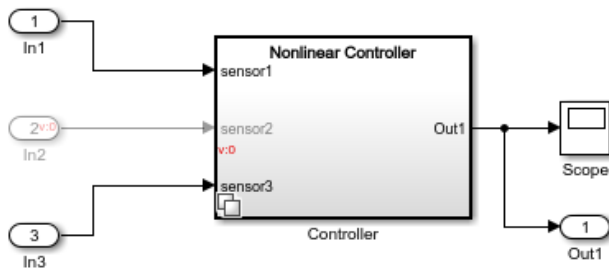 1
In1
2
v:0
In2
3
In3
Nonlinear Controller
sensor1
sensor2
v:0
sensor3
Out1
Controller
Scope
1
Out1